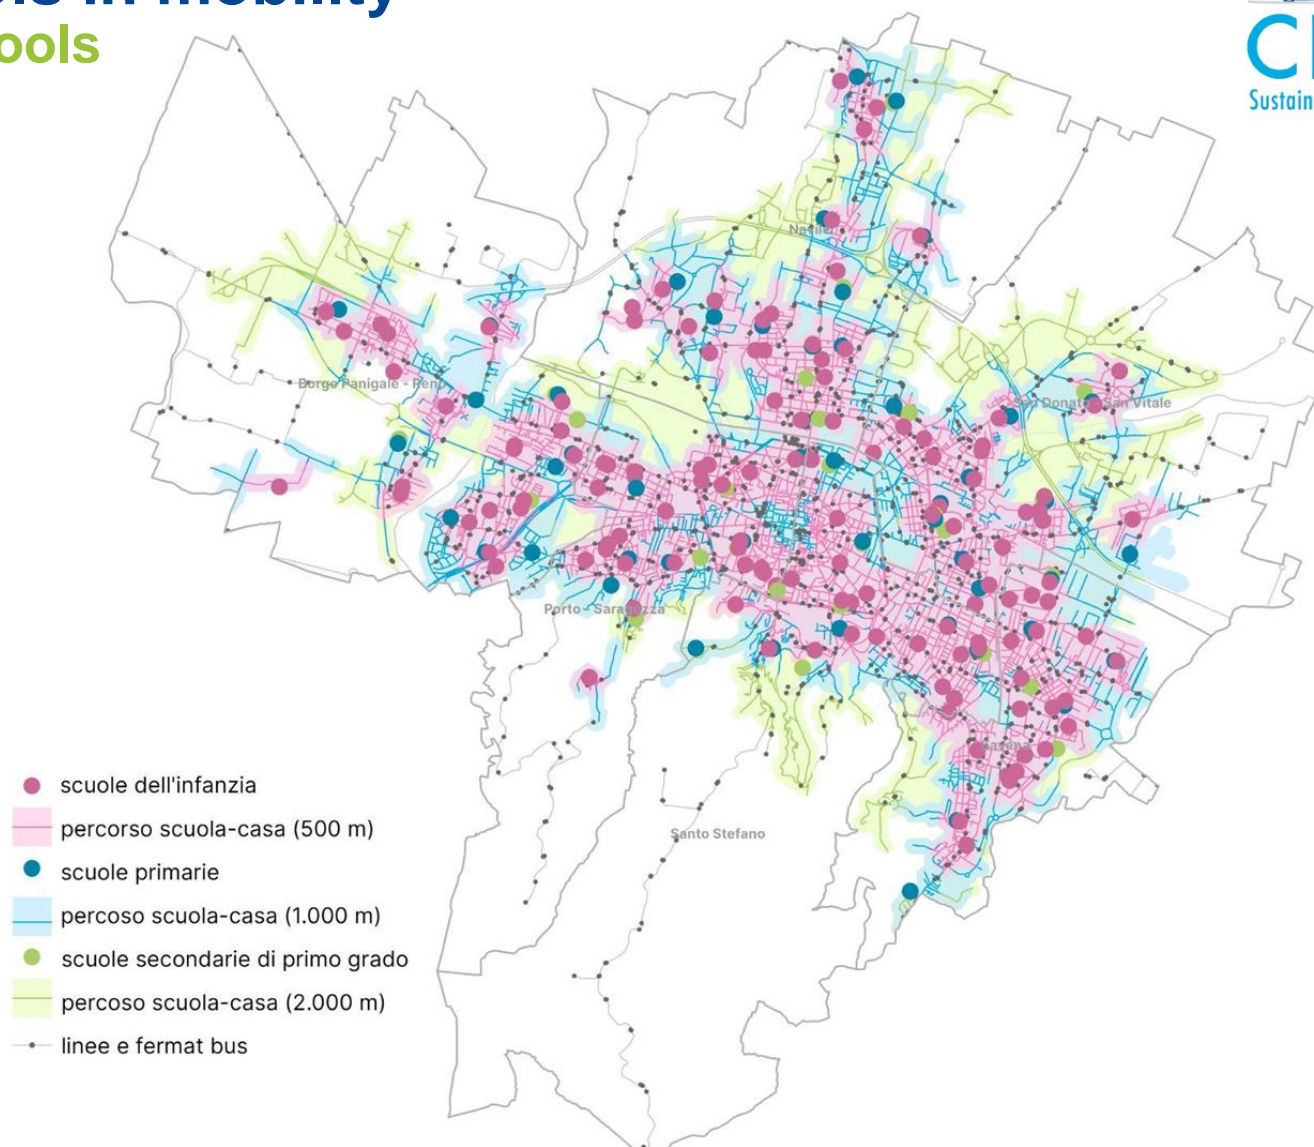 ools
Sustain
Navile
Borgo Panigale - Reno
San Donato - San Vitale
Porto - Saragozza
Savena
Santo Stefano
scuole dell'infanzia
percorso scuola-casa (500 m)
scuole primarie
percoso scuola-casa (1.000 m)
scuole secondarie di primo grado
percoso scuola-casa (2.000 m)
linee e fermat bus